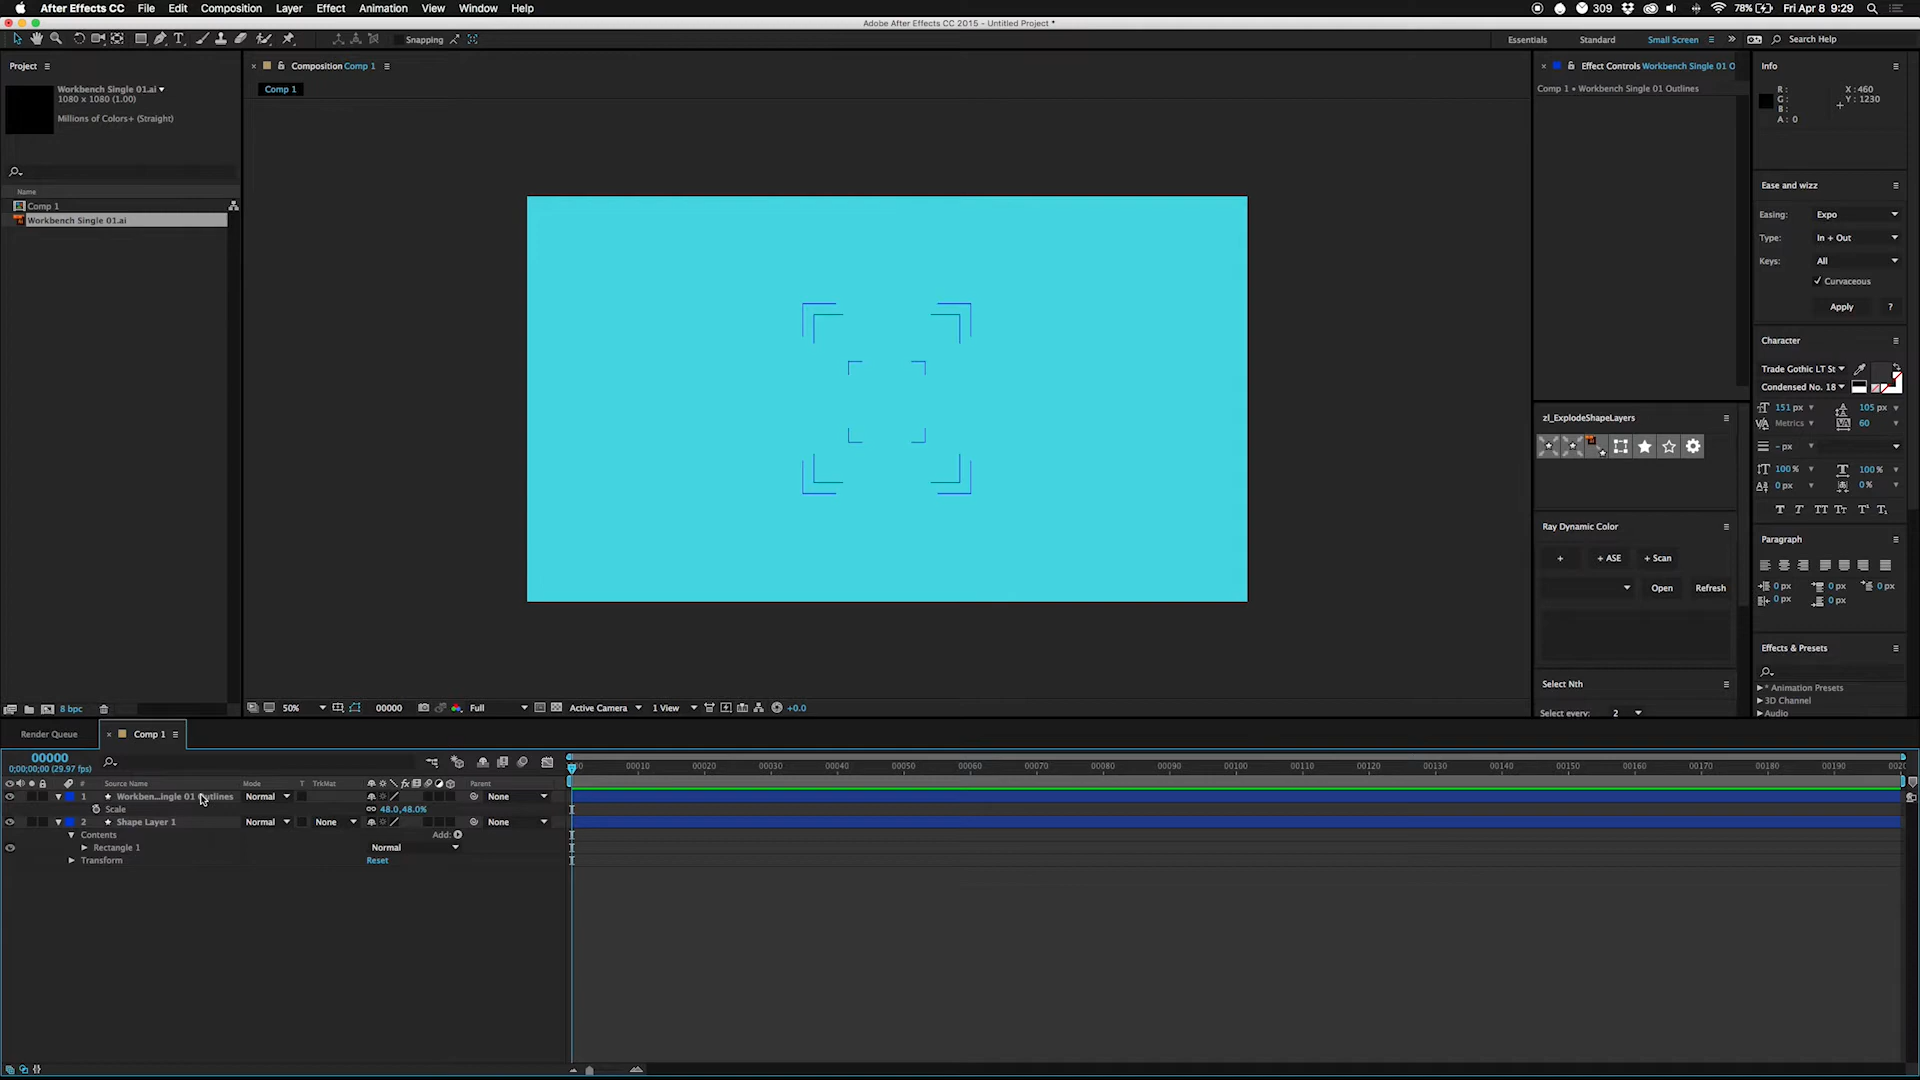 After Effects CC File Edit Composition Layer Effect Animation View Window Help
309 78% Fri Apr 8 9:29
Adobe After Effects CC 2015 - Untitled Project *
Snapping
Essentials Standard Small Screen Search Help
Project
Workbench Single 01.ai
1080 x 1080 (1.00)
Millions of Colors+ (Straight)
Name
Comp 1
Workbench Single 01.ai
8 bpc
Composition Comp 1
Comp 1
50% 00000 Full Active Camera 1 View +0.0
Effect Controls Workbench Single 01 O
Comp 1 • Workbench Single 01 Outlines
zl_ExplodeShapeLayers
Ray Dynamic Color
+ + ASE + Scan
Open Refresh
Select Nth
Select every: 2
Info
R : X : 460
G : Y : 1230
B :
A : 0
Ease and wizz
Easing: Expo
Type: In + Out
Keys: All
Curvaceous
Apply ?
Character
Trade Gothic LT St
Condensed No. 18
151 px 105 px
Metrics 60
- px
100 % 100 %
0 px 0 %
T T TT Tr T¹ T₁
Paragraph
0 px 0 px 0 px
0 px 0 px
Effects & Presets
* Animation Presets
3D Channel
Audio
Render Queue Comp 1
00000
0;00;00;00 (29.97 fps)
# Source Name Mode T TrkMat Parent
1 Workben...ingle 01 Outlines Normal None
Scale 48.0,48.0%
2 Shape Layer 1 Normal None None
Contents Add:
Rectangle 1 Normal
Transform Reset
00 00010 00020 00030 00040 00050 00060 00070 00080 00090 00100 00110 00120 00130 00140 00150 00160 00170 00180 00190 0020